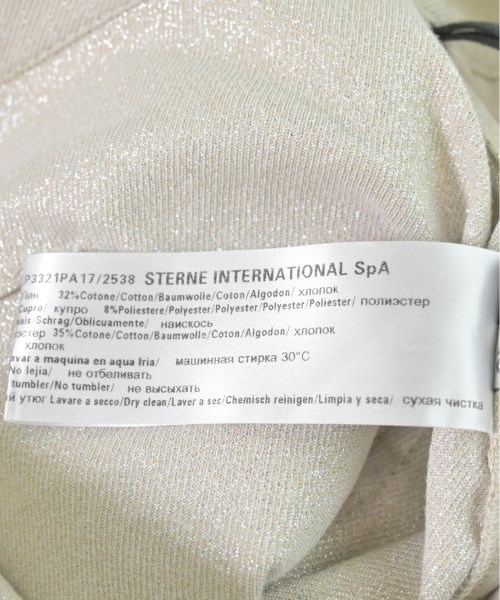 P3321PA17/2538 STERNE INTERNATIONAL SpA
Лен 32%Cotone/Cotton/Baumwolle/Coton/Algodon/ хлопок
Cupro/ купро 8%Poliestere/Polyester/Polyester/Polyester/Poliester/ полиэстер
ais Schrag/Oblicuamente/ наискось
эстер 35%Cotone/Cotton/Baumwolle/Coton/Algodon/ хлопок
хлопок
avar a maquina en aqua fria/ машинная стирка 30°C
No lejia/ не отбеливать
tumbler/No tumbler/ не высыхать
й утюг Lavare a secco/Dry clean/Laver a sec/Chemisch reinigen/Limpia y seca/ сухая чистка